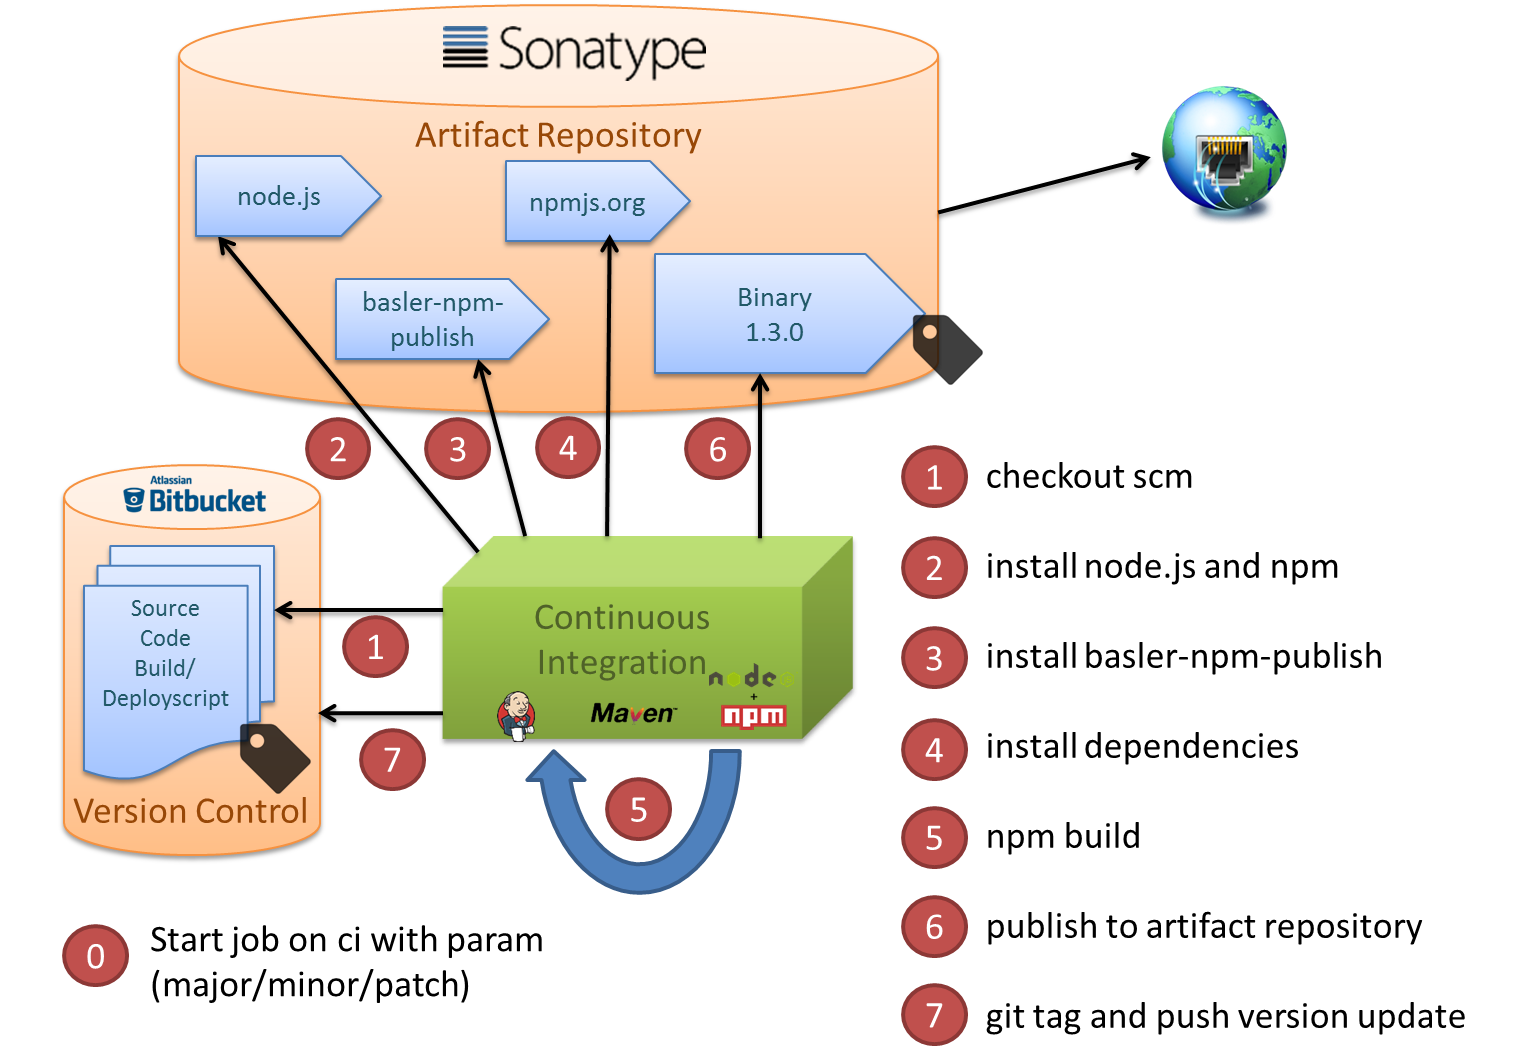 Sonatype
Artifact Repository
node.js
npmjs.org
basler-npm-
publish
Binary
1.3.0
2
3
4
6
Atlassian
Bitbucket
Source
Code
Build/
Deployscript
Version Control
1
7
Continuous
Integration
Maven™
node
+
npm
5
0 Start job on ci with param
(major/minor/patch)
1 checkout scm
2 install node.js and npm
3 install basler-npm-publish
4 install dependencies
5 npm build
6 publish to artifact repository
7 git tag and push version update